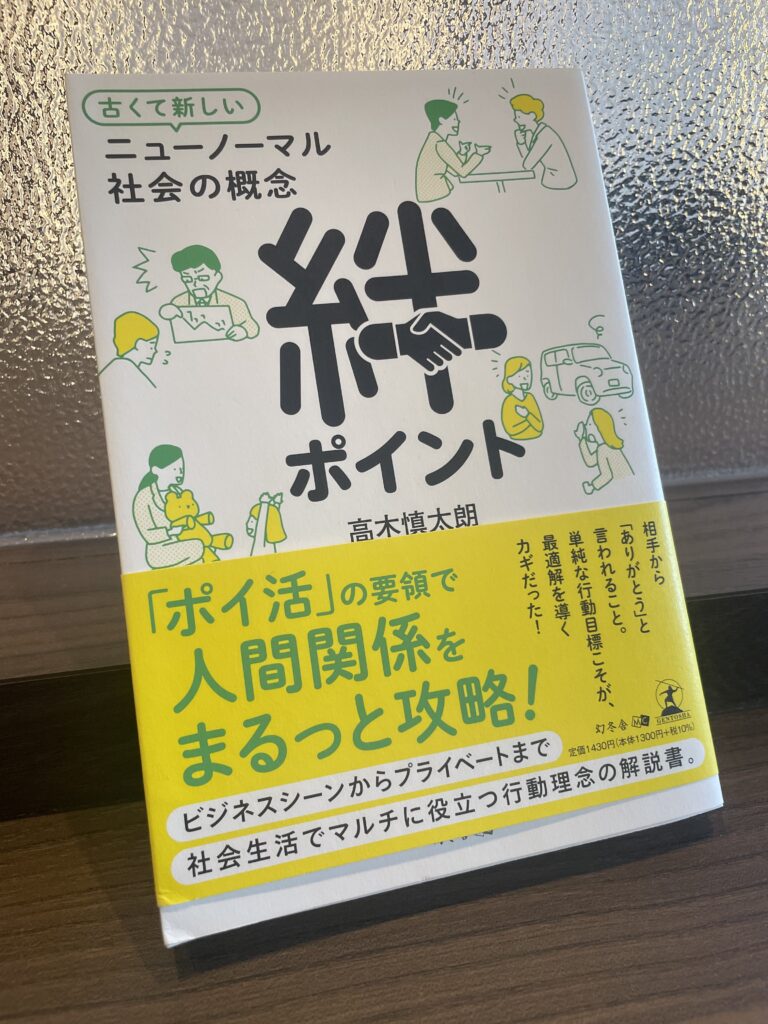 古くて新しい
ニューノーマル
社会の概念
絆
ポイント
高木慎太朗
相手から
「ありがとう」と
言われること。
単純な行動目標こそが、
最適解を導く
カギだった!
「ポイ活」の要領で
人間関係を
まるっと攻略!
幻冬舎 MC
GENTOSHA
定価1430円(本体1300円+税10%)
ビジネスシーンからプライベートまで
社会生活でマルチに役立つ行動理念の解説書。